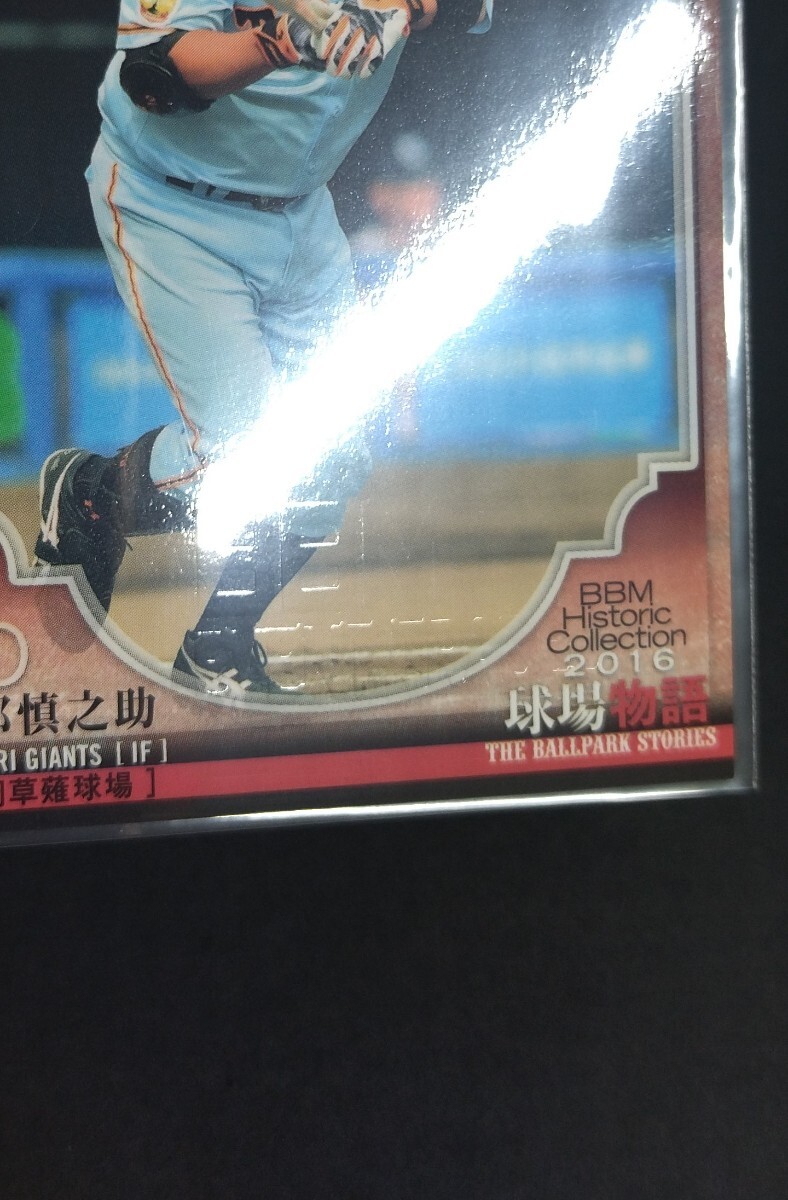 BBM
Historic
Collection
2016
球場物語
THE BALLPARK STORIES
慎之助
RI GIANTS [ IF ]
草薙球場 ]